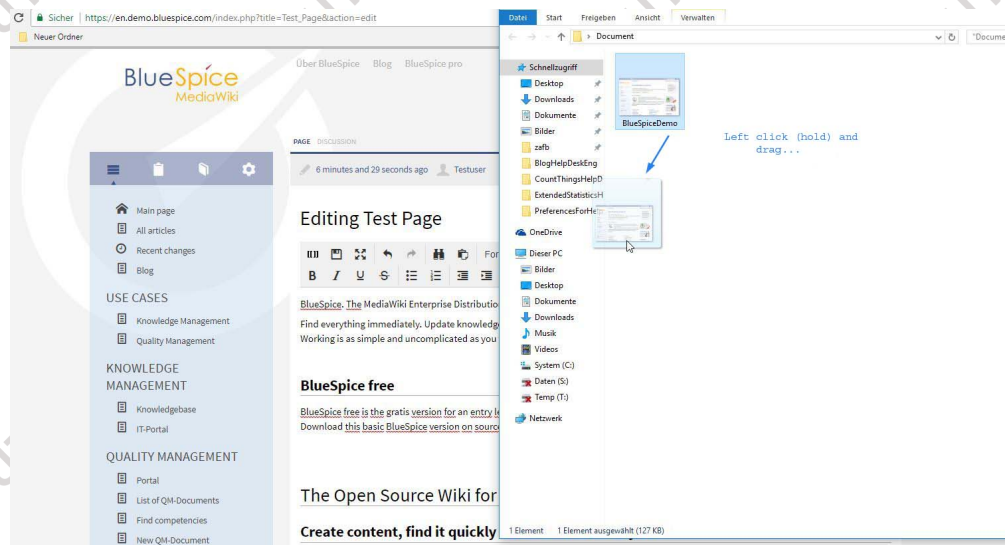 Sicher | https://en.demo.bluespice.com/index.php?title=Test_Page&action=edit
Neuer Ordner
BlueSpice
MediaWiki
Über BlueSpice Blog BlueSpice pro
PAGE DISCUSSION
6 minutes and 29 seconds ago Testuser
Main page
All articles
Recent changes
Blog
USE CASES
Knowledge Management
Quality Management
KNOWLEDGE
MANAGEMENT
Knowledgebase
IT-Portal
QUALITY MANAGEMENT
Portal
List of QM-Documents
Find competencies
New QM-Document
Editing Test Page
For
B I U S
BlueSpice. The MediaWiki Enterprise Distributio
Find everything immediately. Update knowledg
Working is as simple and uncomplicated as you
BlueSpice free
BlueSpice free is the gratis version for an entry le
Download this basic BlueSpice version on source
The Open Source Wiki for
Create content, find it quickly
Datei Start Freigeben Ansicht Verwalten
Document
"Docume
Schnellzugriff
Desktop
Downloads
Dokumente
Bilder
zafb
BlogHelpDeskEng
CountThingsHelpD
ExtendedStatisticsH
PreferencesForHe
OneDrive
Dieser PC
Bilder
Desktop
Dokumente
Downloads
Musik
Videos
System (C:)
Daten (S:)
Temp (T:)
Netzwerk
BlueSpiceDemo
Left click (hold) and
drag...
1 Element 1 Element ausgewählt (127 KB)